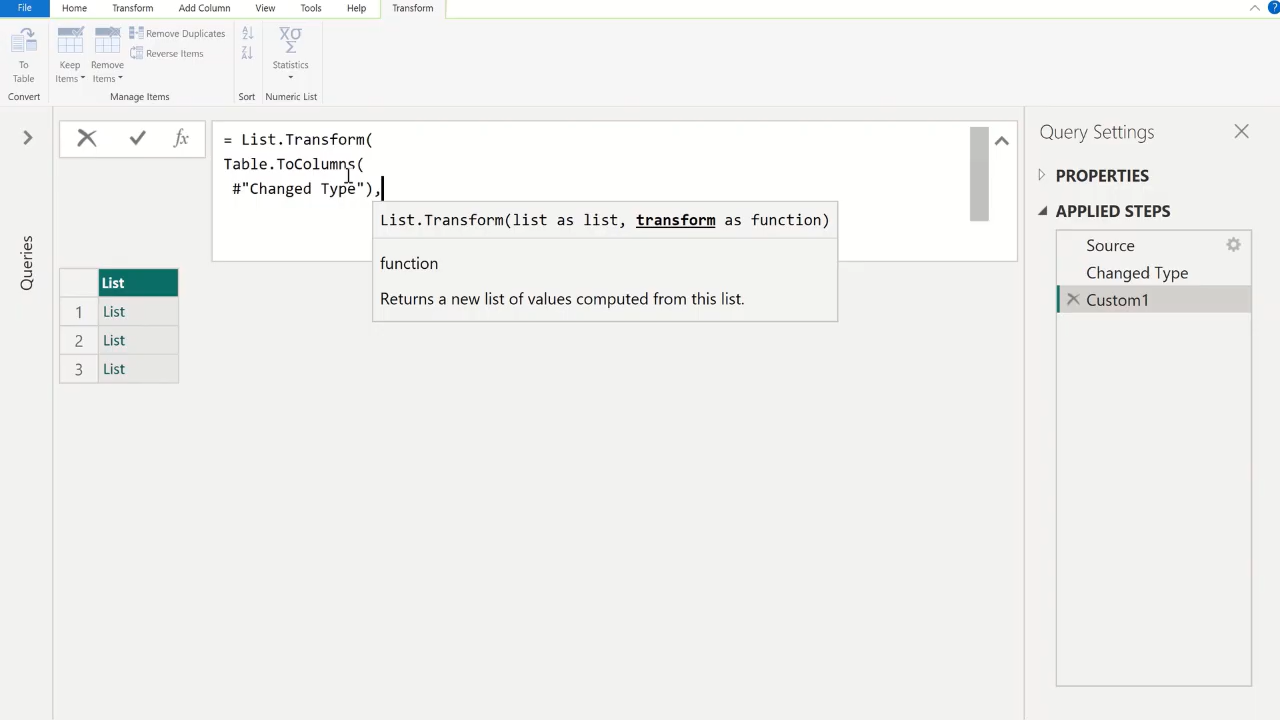 File Home Transform Add Column View Tools Help Transform
To Table
Keep Items
Remove Items
Remove Duplicates
Reverse Items
Statistics
Convert Manage Items Sort Numeric List
= List.Transform(
Table.ToColumns(
#"Changed Type"),
List.Transform(list as list, transform as function)
function
Returns a new list of values computed from this list.
Queries
List
1 List
2 List
3 List
Query Settings
PROPERTIES
APPLIED STEPS
Source
Changed Type
Custom1